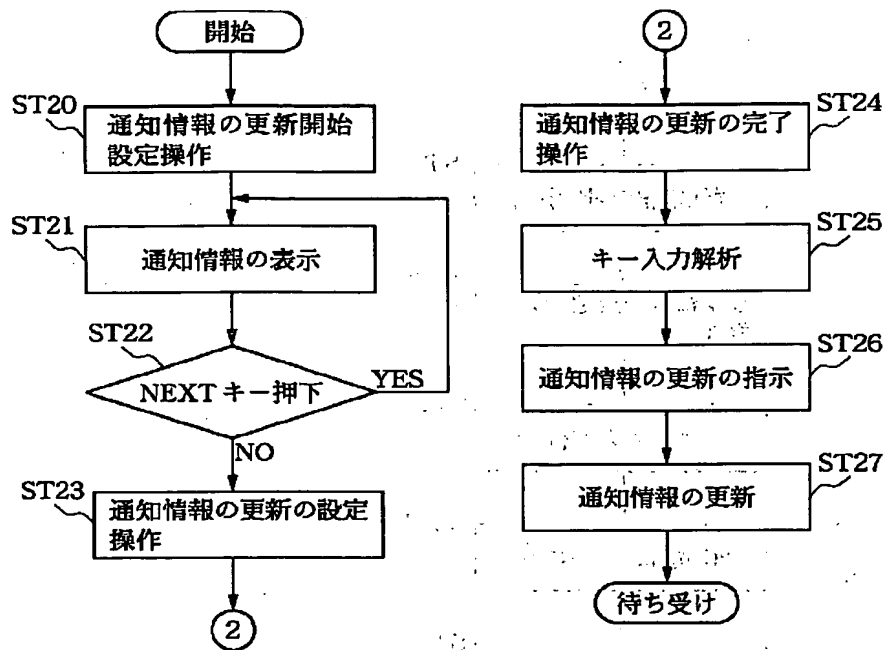 開始
ST20
通知情報の更新開始
設定操作
ST21
通知情報の表示
ST22
NEXT キー押下
YES
NO
ST23
通知情報の更新の設定
操作
2
2
ST24
通知情報の更新の完了
操作
ST25
キー入力解析
ST26
通知情報の更新の指示
ST27
通知情報の更新
待ち受け